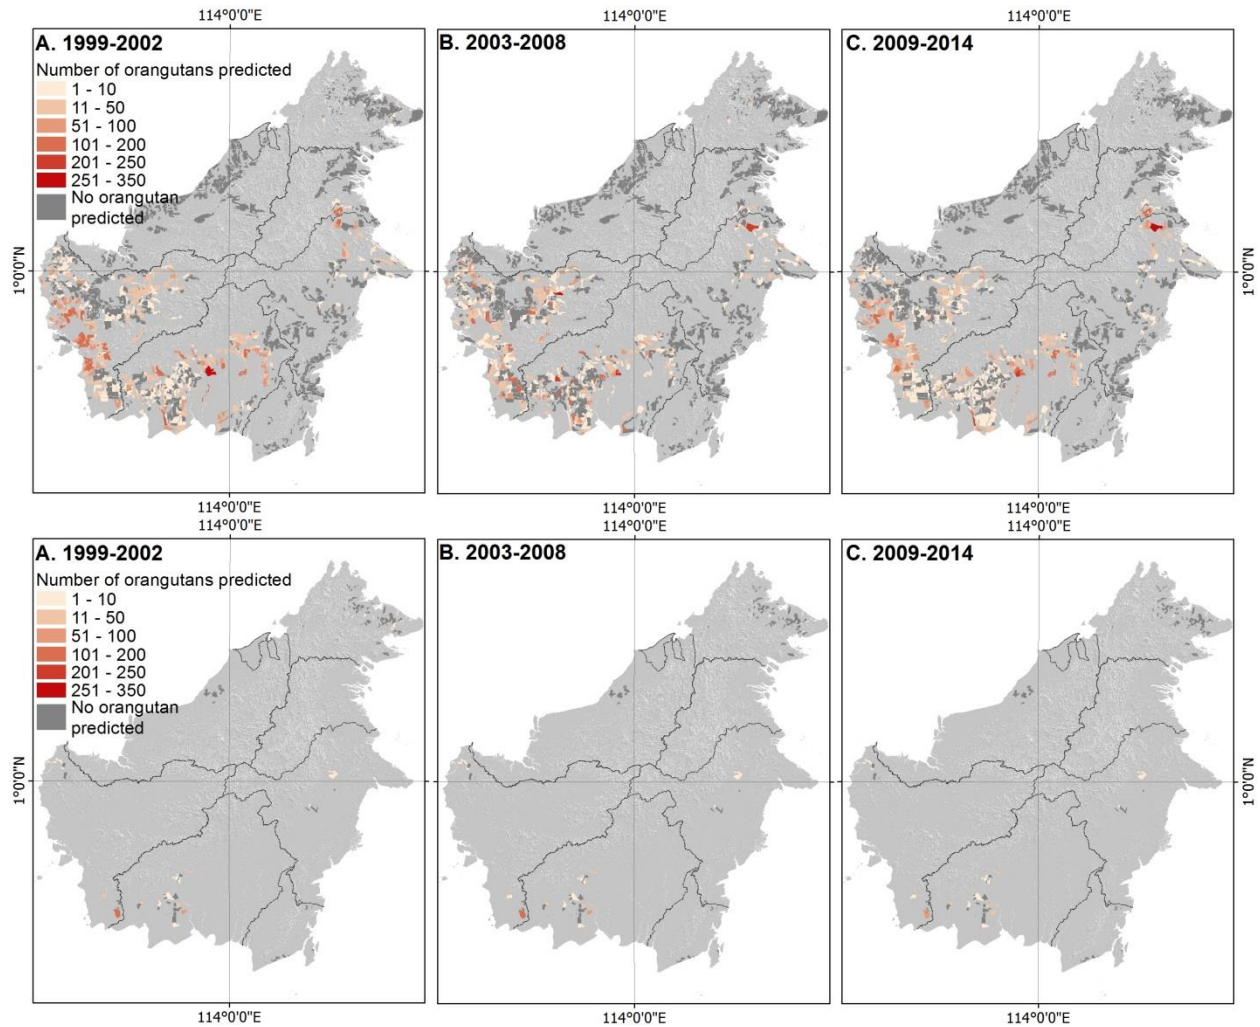 114°0'0"E 114°0'0"E 114°0'0"E
A. 1999-2002
Number of orangutans predicted
1 - 10
11 - 50
51 - 100
101 - 200
201 - 250
251 - 350
No orangutan
predicted
B. 2003-2008
C. 2009-2014
1°0'0"N 1°0'0"N
114°0'0"E 114°0'0"E 114°0'0"E
114°0'0"E 114°0'0"E 114°0'0"E
A. 1999-2002
Number of orangutans predicted
1 - 10
11 - 50
51 - 100
101 - 200
201 - 250
251 - 350
No orangutan
predicted
B. 2003-2008
C. 2009-2014
1°0'0"N 1°0'0"N
114°0'0"E 114°0'0"E 114°0'0"E